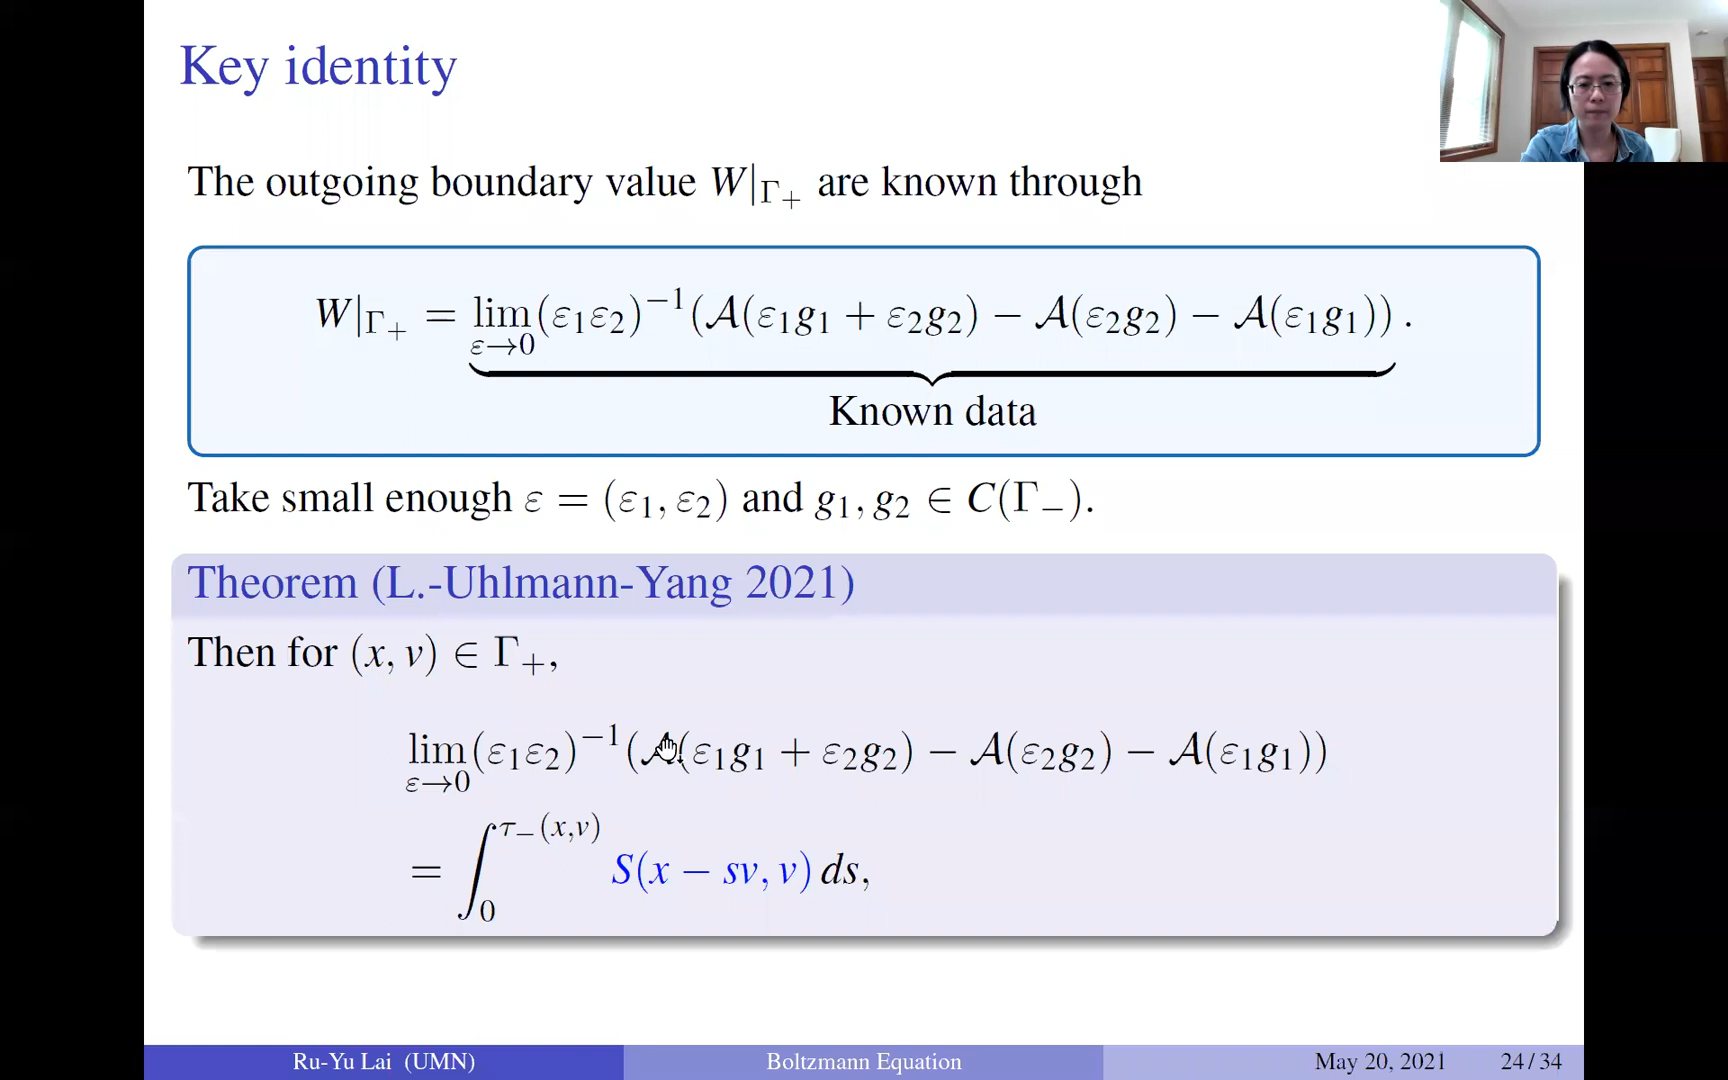 Key identity
The outgoing boundary value W|Γ₊ are known through
W|Γ₊ = lim_{ε→0} (ε₁ε₂)⁻¹(𝒜(ε₁g₁ + ε₂g₂) − 𝒜(ε₂g₂) − 𝒜(ε₁g₁)) .
Known data
Take small enough ε = (ε₁, ε₂) and g₁, g₂ ∈ C(Γ₋).
Theorem (L.-Uhlmann-Yang 2021)
Then for (x, v) ∈ Γ₊,
lim_{ε→0} (ε₁ε₂)⁻¹(𝒜(ε₁g₁ + ε₂g₂) − 𝒜(ε₂g₂) − 𝒜(ε₁g₁))
= ∫₀^{τ₋(x,v)} S(x − sv, v) ds,
Ru-Yu Lai (UMN) Boltzmann Equation May 20, 2021 24 / 34